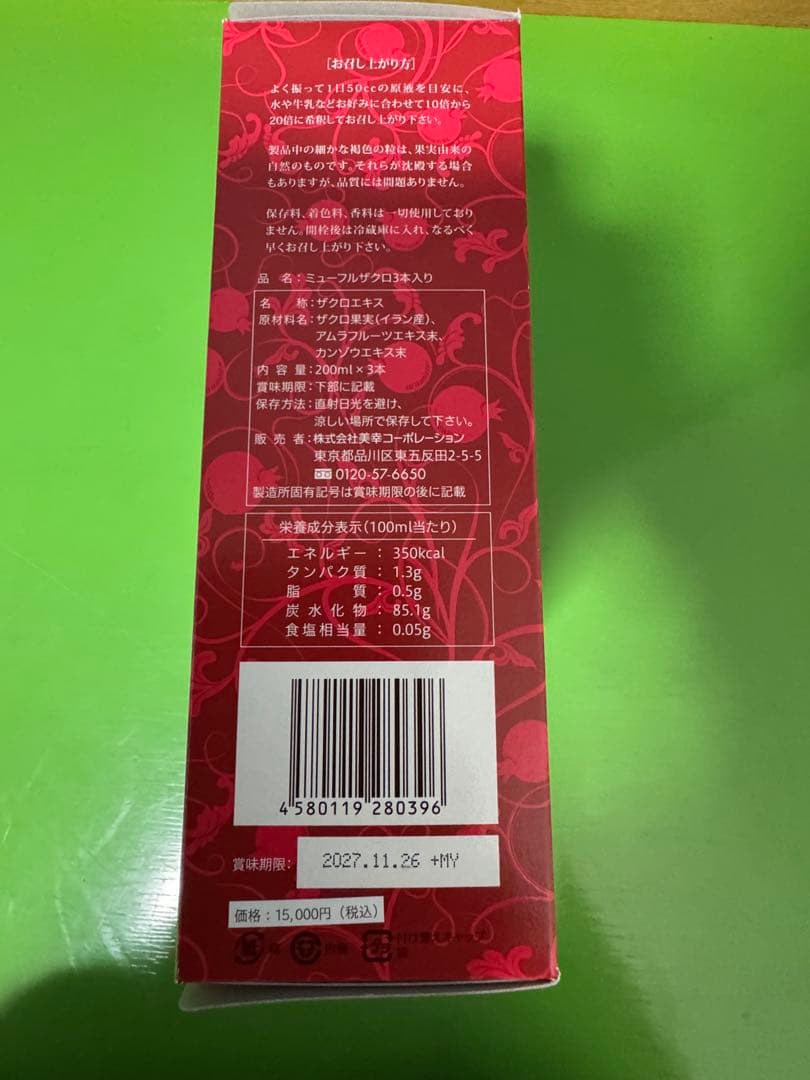 [お召し上がり方]
よく振って1日50ccの原液を目安に、
水や牛乳などお好みに合わせて10倍から
20倍に希釈してお召し上がり下さい。
製品中の細かな褐色の粒は、果実由来の
自然のものです。それらが沈殿する場合
もありますが、品質には問題ありません。
保存料、着色料、香料は一切使用しており
ません。開栓後は冷蔵庫に入れ、なるべく
早くお召し上がり下さい。
品 名：ミューフルザクロ3本入り
名 称：ザクロエキス
原材料名：ザクロ果実（イラン産）、
アムラフルーツエキス末、
カンゾウエキス末
内 容 量：200ml×3本
賞味期限：下部に記載
保存方法：直射日光を避け、
涼しい場所で保存して下さい。
販 売 者：株式会社美幸コーポレーション
東京都品川区東五反田2-5-5
0120-57-6650
製造所固有記号は賞味期限の後に記載
栄養成分表示（100ml当たり）
エネルギー：350kcal
タンパク質：1.3g
脂 質：0.5g
炭水化物：85.1g
食塩相当量：0.05g
4 580119 280396
賞味期限：2027.11.26 +MY
価格：15,000円（税込）
紙 箱 プラ 内袋 プラ 付け替えキャップ
袋